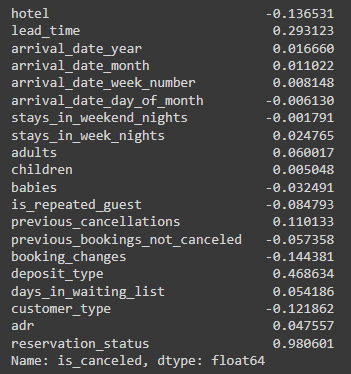 hotel -0.136531
lead_time 0.293123
arrival_date_year 0.016660
arrival_date_month 0.011022
arrival_date_week_number 0.008148
arrival_date_day_of_month -0.006130
stays_in_weekend_nights -0.001791
stays_in_week_nights 0.024765
adults 0.060017
children 0.005048
babies -0.032491
is_repeated_guest -0.084793
previous_cancellations 0.110133
previous_bookings_not_canceled -0.057358
booking_changes -0.144381
deposit_type 0.468634
days_in_waiting_list 0.054186
customer_type -0.121862
adr 0.047557
reservation_status 0.980601
Name: is_canceled, dtype: float64